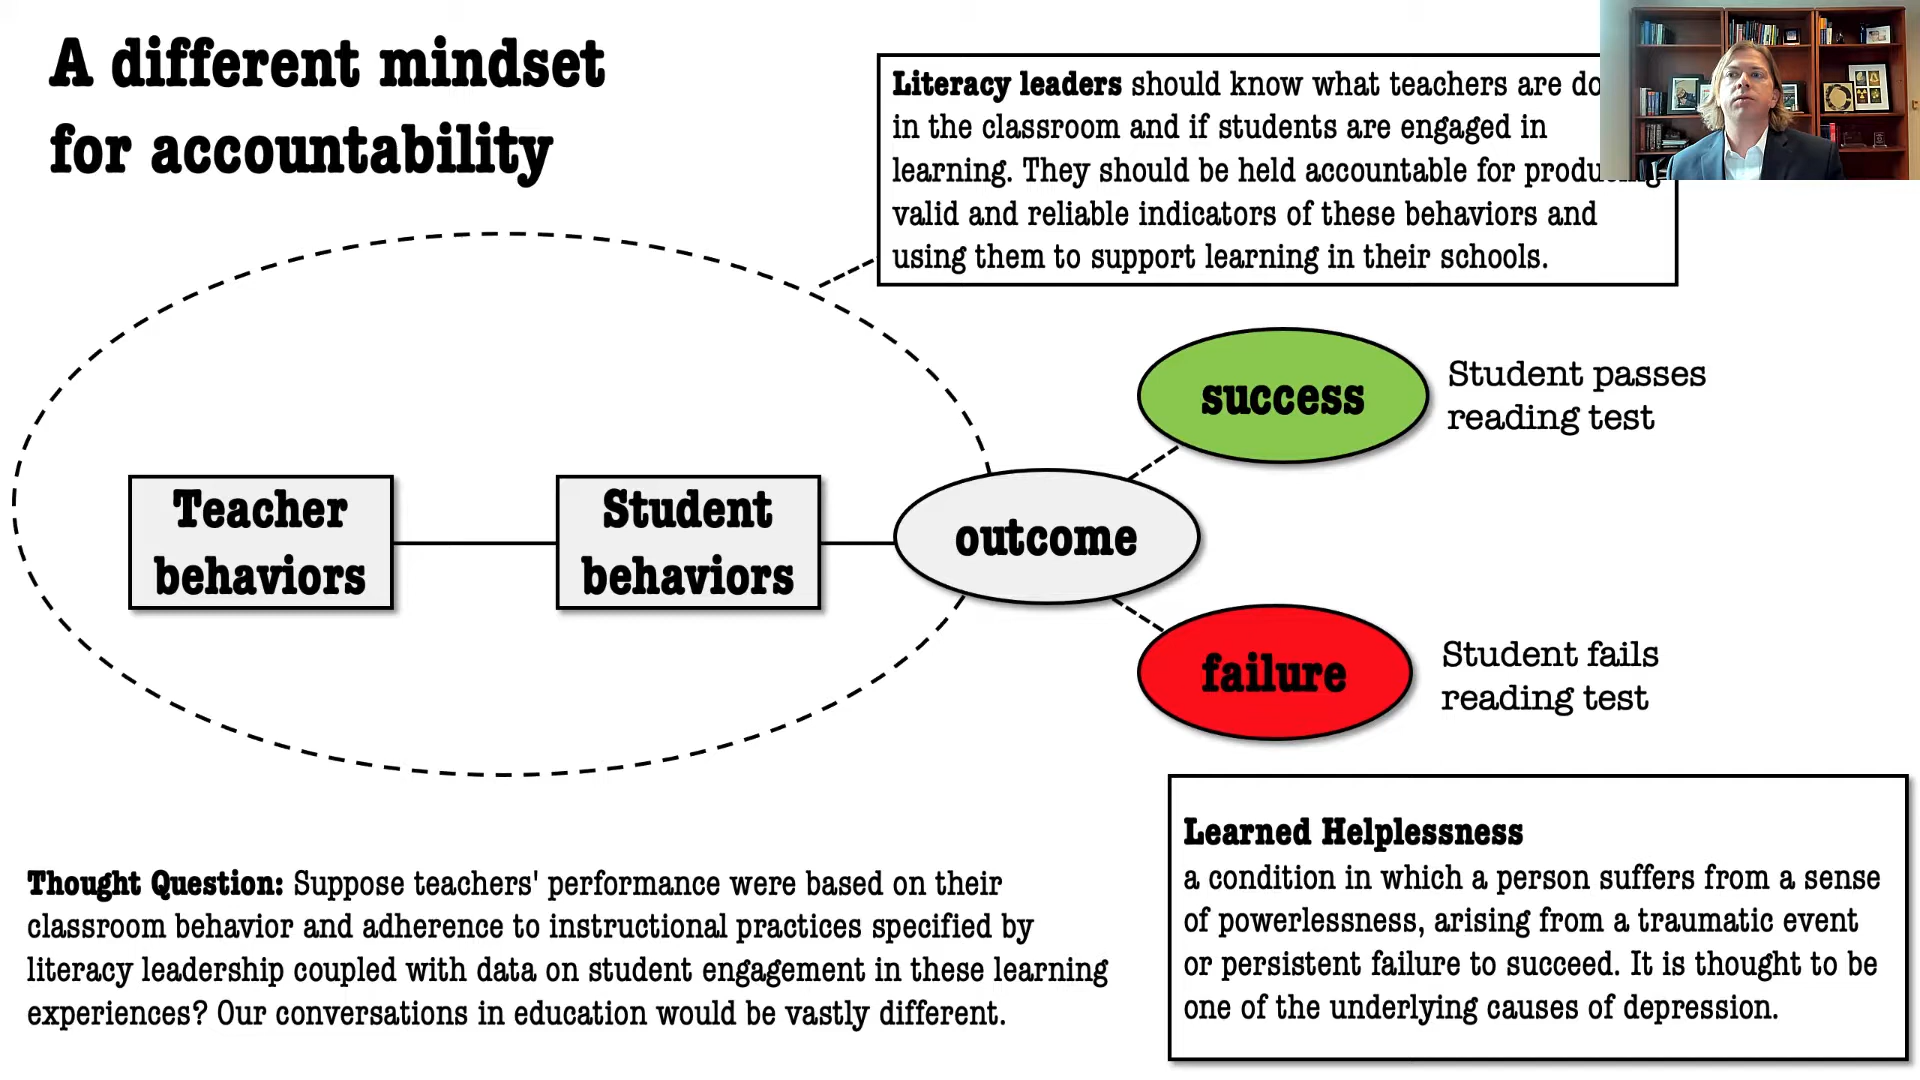 A different mindset
for accountability
Literacy leaders should know what teachers are do
in the classroom and if students are engaged in
learning. They should be held accountable for producing
valid and reliable indicators of these behaviors and
using them to support learning in their schools.
success
Student passes
reading test
Teacher
behaviors
Student
behaviors
outcome
failure
Student fails
reading test
Learned Helplessness
a condition in which a person suffers from a sense
of powerlessness, arising from a traumatic event
or persistent failure to succeed. It is thought to be
one of the underlying causes of depression.
Thought Question: Suppose teachers' performance were based on their
classroom behavior and adherence to instructional practices specified by
literacy leadership coupled with data on student engagement in these learning
experiences? Our conversations in education would be vastly different.